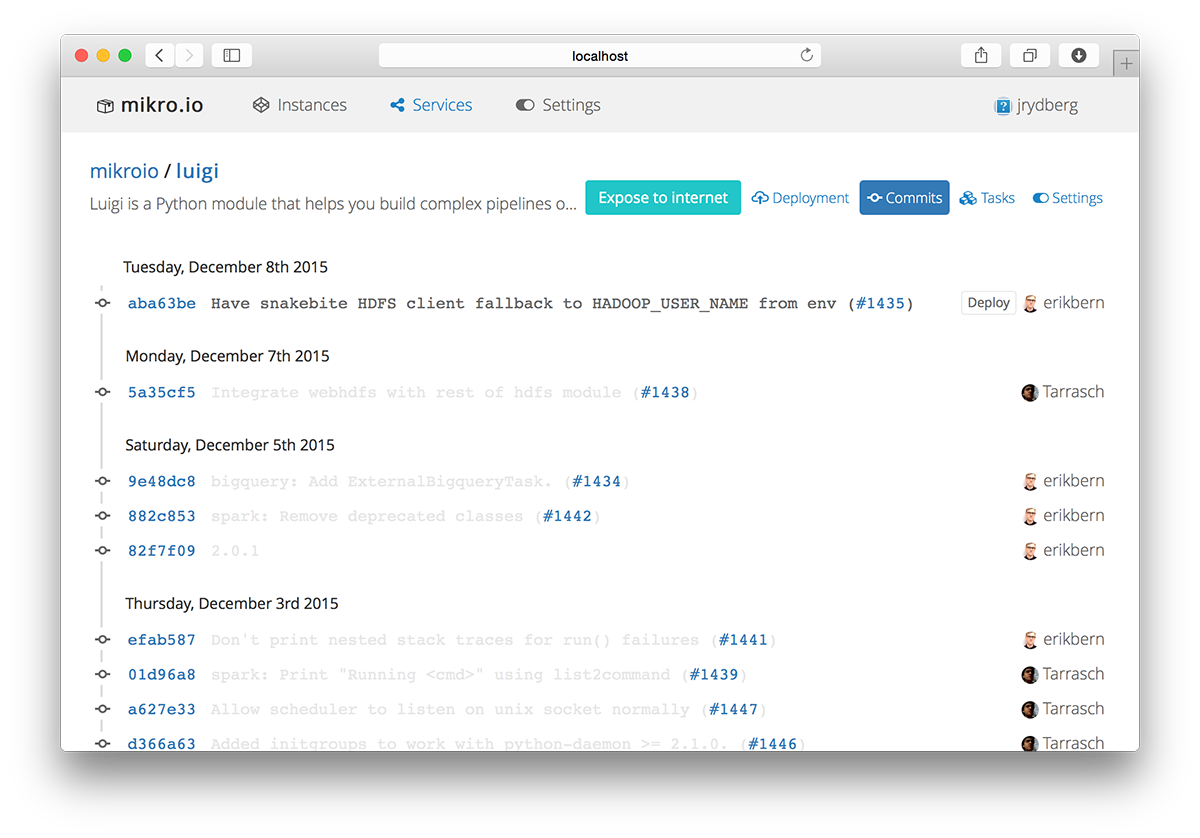 localhost
mikro.io Instances Services Settings jrydberg
mikroio / luigi
Luigi is a Python module that helps you build complex pipelines o... Expose to internet Deployment Commits Tasks Settings
Tuesday, December 8th 2015
aba63be Have snakebite HDFS client fallback to HADOOP_USER_NAME from env (#1435) Deploy erikbern
Monday, December 7th 2015
5a35cf5 Integrate webhdfs with rest of hdfs module (#1438) Tarrasch
Saturday, December 5th 2015
9e48dc8 bigquery: Add ExternalBigqueryTask. (#1434) erikbern
882c853 spark: Remove deprecated classes (#1442) erikbern
82f7f09 2.0.1 erikbern
Thursday, December 3rd 2015
efab587 Don't print nested stack traces for run() failures (#1441) erikbern
01d96a8 spark: Print "Running <cmd>" using list2command (#1439) Tarrasch
a627e33 Allow scheduler to listen on unix socket normally (#1447) Tarrasch
d366a63 Added initgroups to work with python-daemon >= 2.1.0. (#1446) Tarrasch